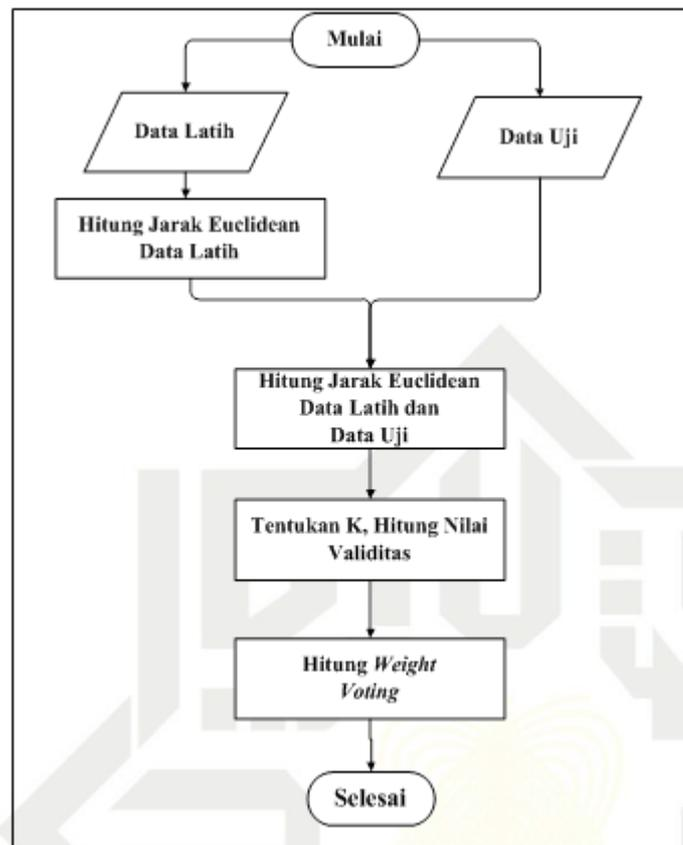 Mulai
Data Latih
Data Uji
Hitung Jarak Euclidean
Data Latih
Hitung Jarak Euclidean
Data Latih dan
Data Uji
Tentukan K, Hitung Nilai
Validitas
Hitung Weight
Voting
Selesai